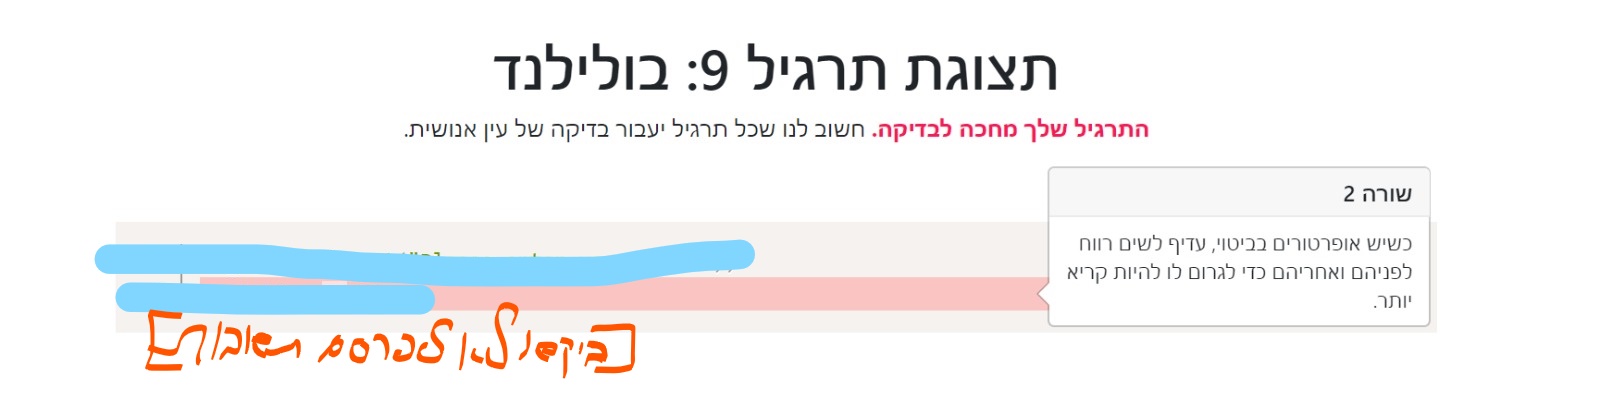 תצוגת תרגיל 9: בולילנד
התרגיל שלך מחכה לבדיקה. חשוב לנו שכל תרגיל יעבור בדיקה של עין אנושית.
שורה 2
כשיש אופרטורים בביטוי, עדיף לשים רווח
לפניהם ואחריהם כדי לגרום לו להיות קריא
יותר.
[ביקשו לא לפרסם תשובות]